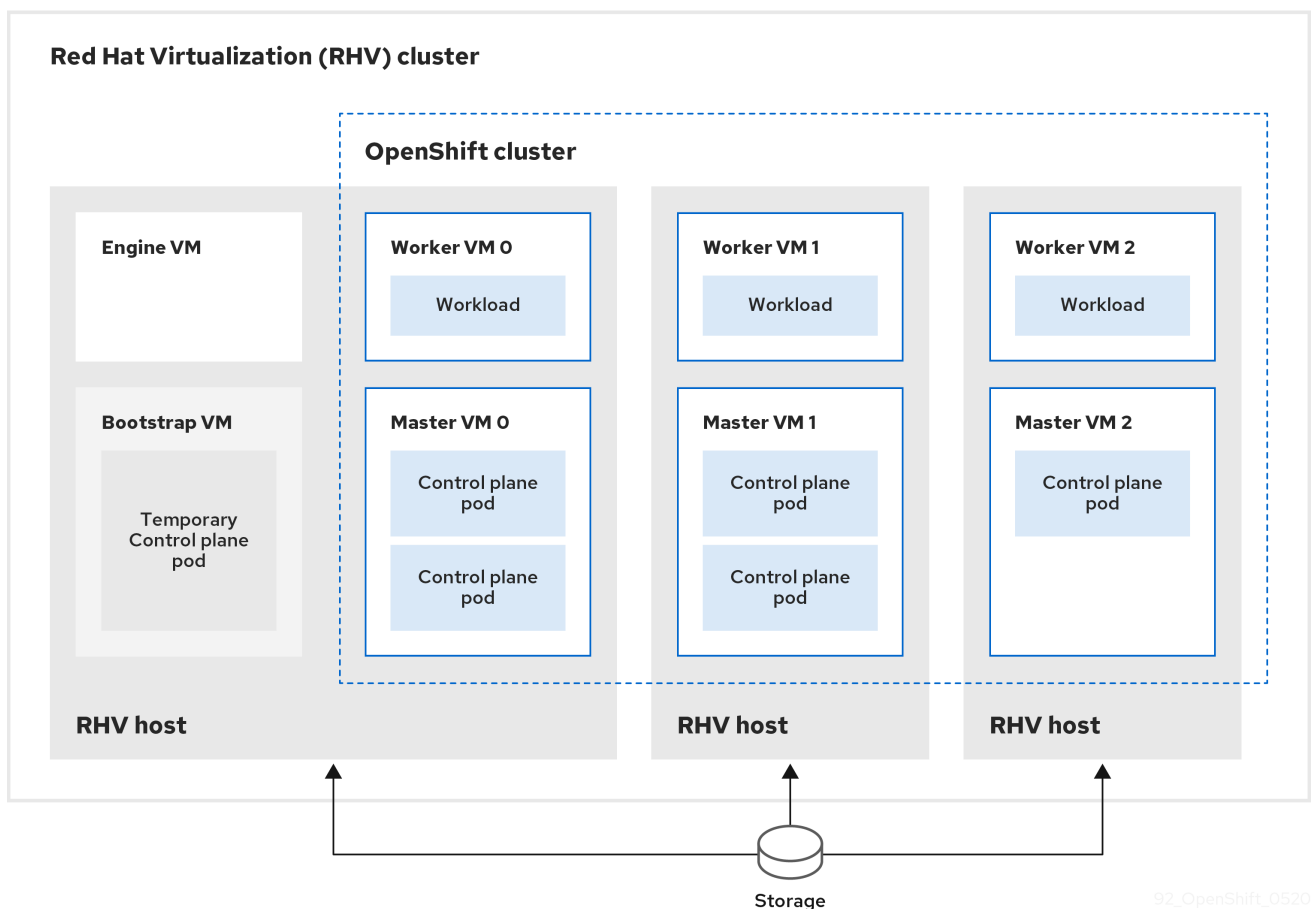 Red Hat Virtualization (RHV) cluster
OpenShift cluster
Engine VM
Worker VM 0
Workload
Worker VM 1
Workload
Worker VM 2
Workload
Bootstrap VM
Temporary
Control plane
pod
Master VM 0
Control plane
pod
Control plane
pod
Master VM 1
Control plane
pod
Control plane
pod
Master VM 2
Control plane
pod
RHV host
RHV host
RHV host
Storage
92_OpenShift_0520